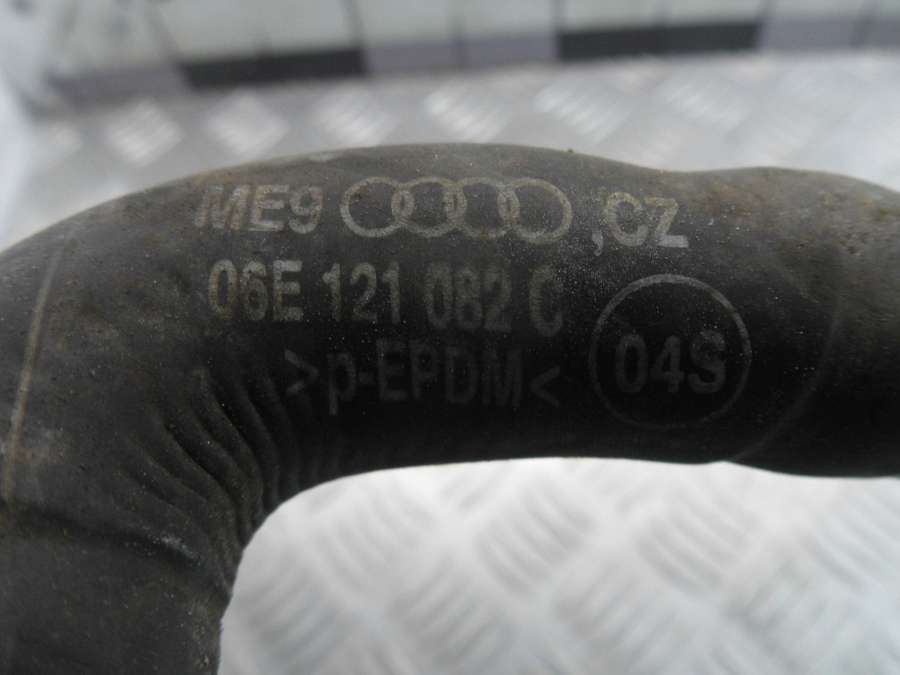 ME9 ,CZ
06E 121 082 C
>p-EPDM<
04S